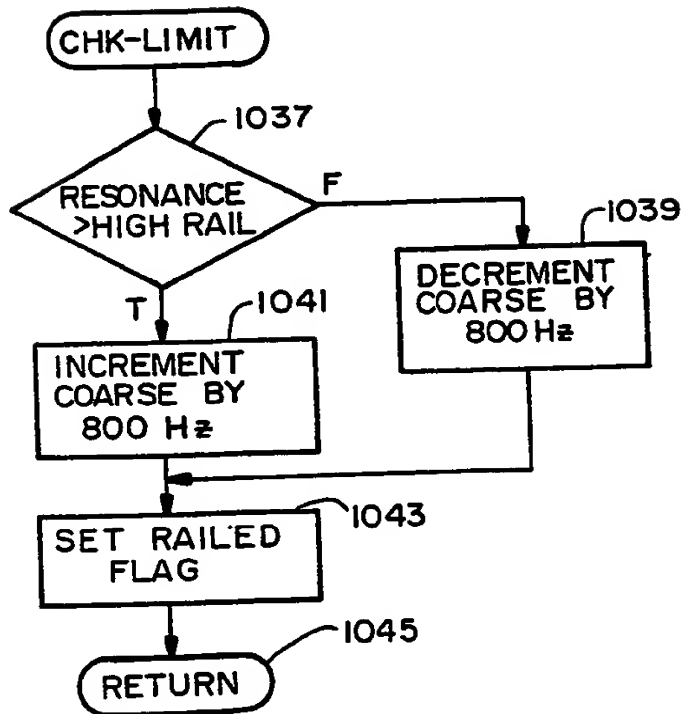 CHK-LIMIT
1037
RESONANCE
>HIGH RAIL
F
1039
DECREMENT
COARSE BY
800 Hz
T
1041
INCREMENT
COARSE BY
800 Hz
1043
SET RAILED
FLAG
1045
RETURN